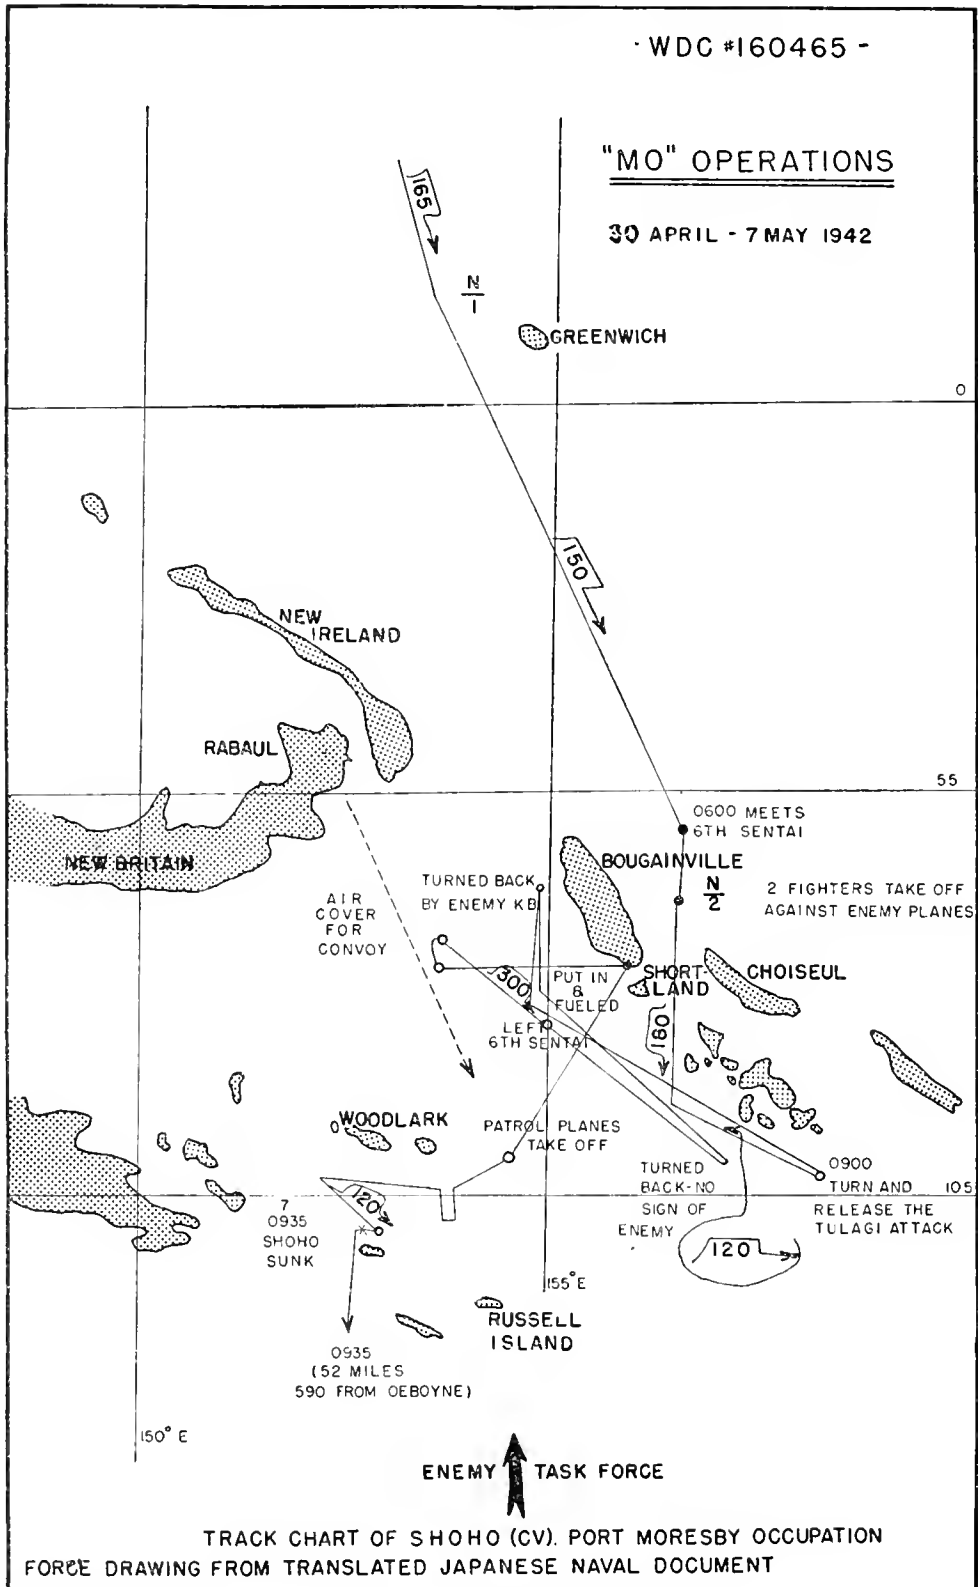 - WDC #160465 -
"MO" OPERATIONS
30 APRIL - 7 MAY 1942
165
N
1
GREENWICH
0
150
NEW
IRELAND
RABAUL
55
0600 MEETS
6TH SENTAI
NEW BRITAIN
BOUGAINVILLE
N
2
2 FIGHTERS TAKE OFF
AGAINST ENEMY PLANES
TURNED BACK
BY ENEMY KB
AIR
COVER
FOR
CONVOY
300
PUT IN
&
FUELED
SHORT-
LAND
CHOISEUL
LEFT
6TH SENTAI
180
WOODLARK
PATROL PLANES
TAKE OFF
TURNED
BACK-NO
SIGN OF
ENEMY
0900
TURN AND
RELEASE THE
TULAGI ATTACK
105
120
7
0935
SHOHO
SUNK
120
155°E
RUSSELL
ISLAND
0935
(52 MILES
590 FROM OEBOYNE)
150° E
ENEMY TASK FORCE
TRACK CHART OF SHOHO (CV). PORT MORESBY OCCUPATION
FORCE DRAWING FROM TRANSLATED JAPANESE NAVAL DOCUMENT